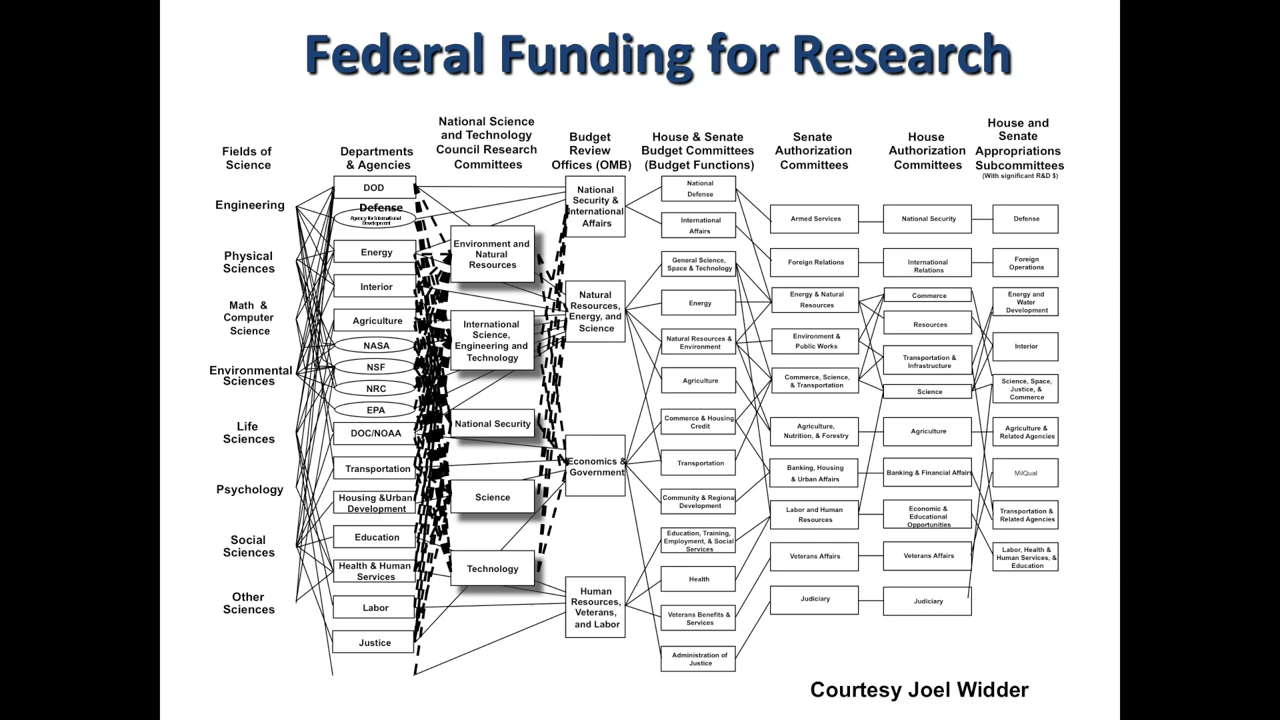 Federal Funding for Research
Fields of
Science
Departments
& Agencies
National Science
and Technology
Council Research
Committees
Budget
Review
Offices (OMB)
House & Senate
Budget Committees
(Budget Functions)
Senate
Authorization
Committees
House
Authorization
Committees
House and
Senate
Appropriations
Subcommittees
(With significant R&D $)
Engineering
Physical
Sciences
Math &
Computer
Science
Environmental
Sciences
Life
Sciences
Psychology
Social
Sciences
Other
Sciences
DOD
Defense
Agency for International
Development
Energy
Interior
Agriculture
NASA
NSF
NRC
EPA
DOC/NOAA
Transportation
Housing &Urban
Development
Education
Health & Human
Services
Labor
Justice
Environment and
Natural
Resources
International
Science,
Engineering and
Technology
National Security
Science
Technology
National
Security &
International
Affairs
Natural
Resources,
Energy, and
Science
Economics &
Government
Human
Resources,
Veterans,
and Labor
National
Defense
International
Affairs
General Science,
Space & Technology
Energy
Natural Resources &
Environment
Agriculture
Commerce & Housing
Credit
Transportation
Community & Regional
Development
Education, Training,
Employment, & Social
Services
Health
Veterans Benefits &
Services
Administration of
Justice
Armed Services
Foreign Relations
Energy & Natural
Resources
Environment &
Public Works
Commerce, Science,
& Transportation
Agriculture,
Nutrition, & Forestry
Banking, Housing
& Urban Affairs
Labor and Human
Resources
Veterans Affairs
Judiciary
National Security
International
Relations
Commerce
Resources
Transportation &
Infrastructure
Science
Agriculture
Banking & Financial Affairs
Economic &
Educational
Opportunities
Veterans Affairs
Judiciary
Defense
Foreign
Operations
Energy and
Water
Development
Interior
Science, Space,
Justice, &
Commerce
Agriculture &
Related Agencies
MilQual
Transportation &
Related Agencies
Labor, Health &
Human Services, &
Education
Courtesy Joel Widder